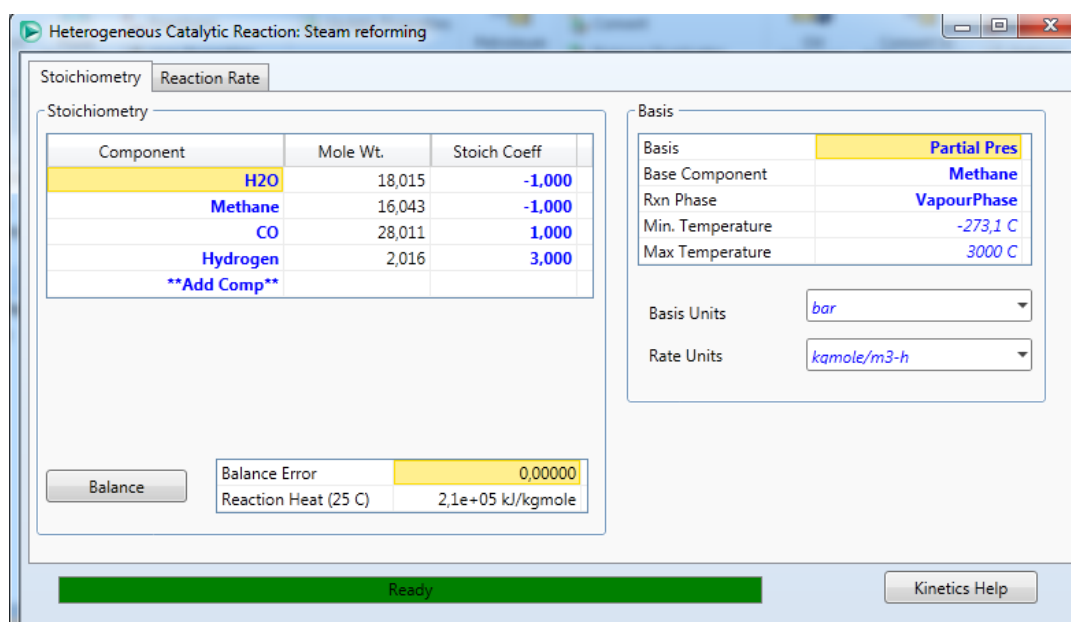 Heterogeneous Catalytic Reaction: Steam reforming
Stoichiometry Reaction Rate
Stoichiometry
Component Mole Wt. Stoich Coeff
H2O 18,015 -1,000
Methane 16,043 -1,000
CO 28,011 1,000
Hydrogen 2,016 3,000
**Add Comp**
Balance
Balance Error 0,00000
Reaction Heat (25 C) 2,1e+05 kJ/kgmole
Basis
Basis Partial Pres
Base Component Methane
Rxn Phase VapourPhase
Min. Temperature -273,1 C
Max Temperature 3000 C
Basis Units bar
Rate Units kgmole/m3-h
Ready
Kinetics Help